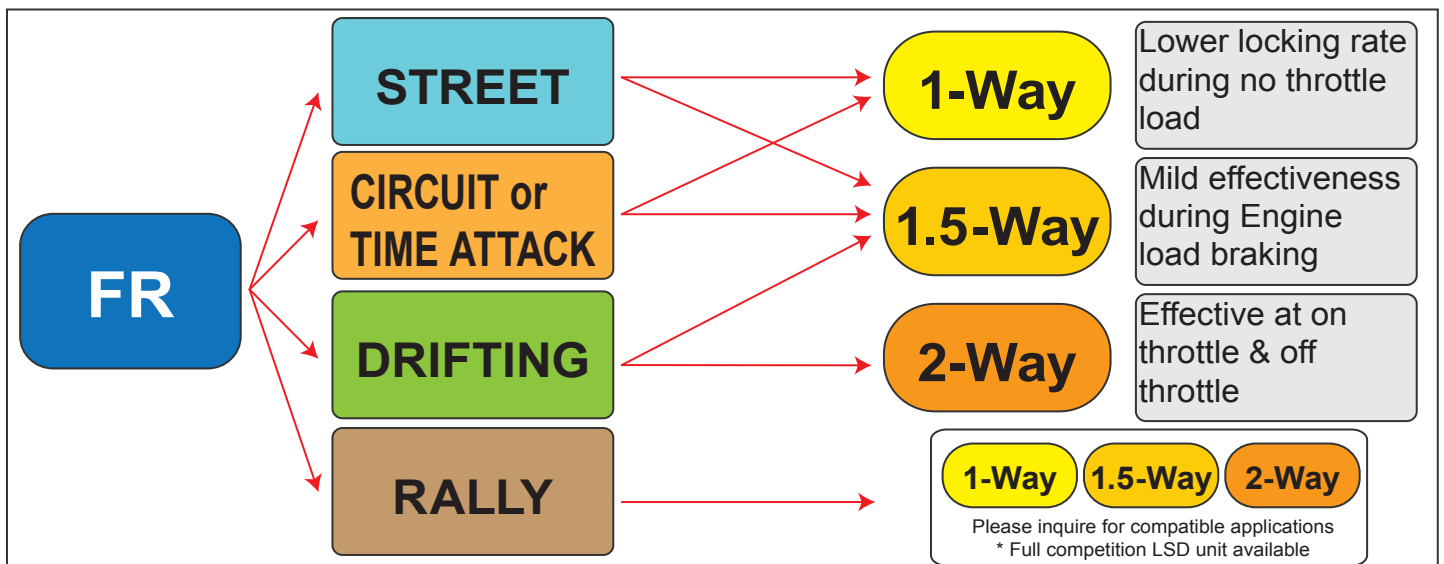 FR
STREET
CIRCUIT or
TIME ATTACK
DRIFTING
RALLY
1-Way
Lower locking rate
during no throttle
load
1.5-Way
Mild effectiveness
during Engine
load braking
2-Way
Effective at on
throttle & off
throttle
1-Way 1.5-Way 2-Way
Please inquire for compatible applications
* Full competition LSD unit available